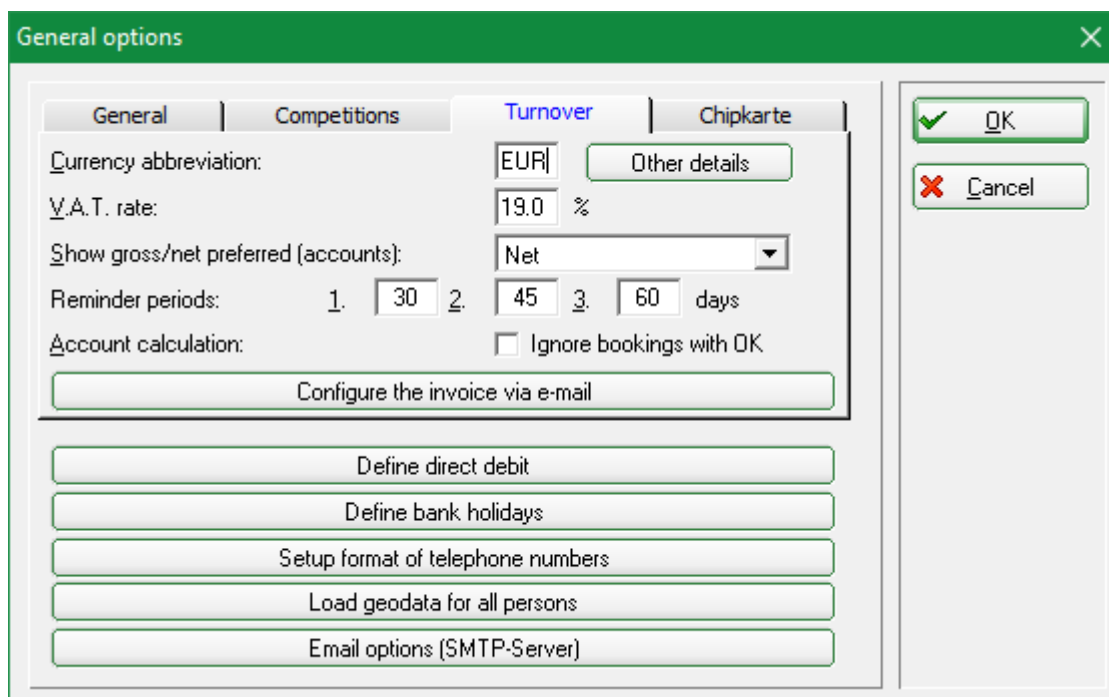 General options
General Competitions Turnover Chipkarte
Currency abbreviation: EUR Other details
V.A.T. rate: 19.0 %
Show gross/net preferred (accounts): Net
Reminder periods: 1. 30 2. 45 3. 60 days
Account calculation: Ignore bookings with OK
Configure the invoice via e-mail
Define direct debit
Define bank holidays
Setup format of telephone numbers
Load geodata for all persons
Email options (SMTP-Server)
OK
Cancel